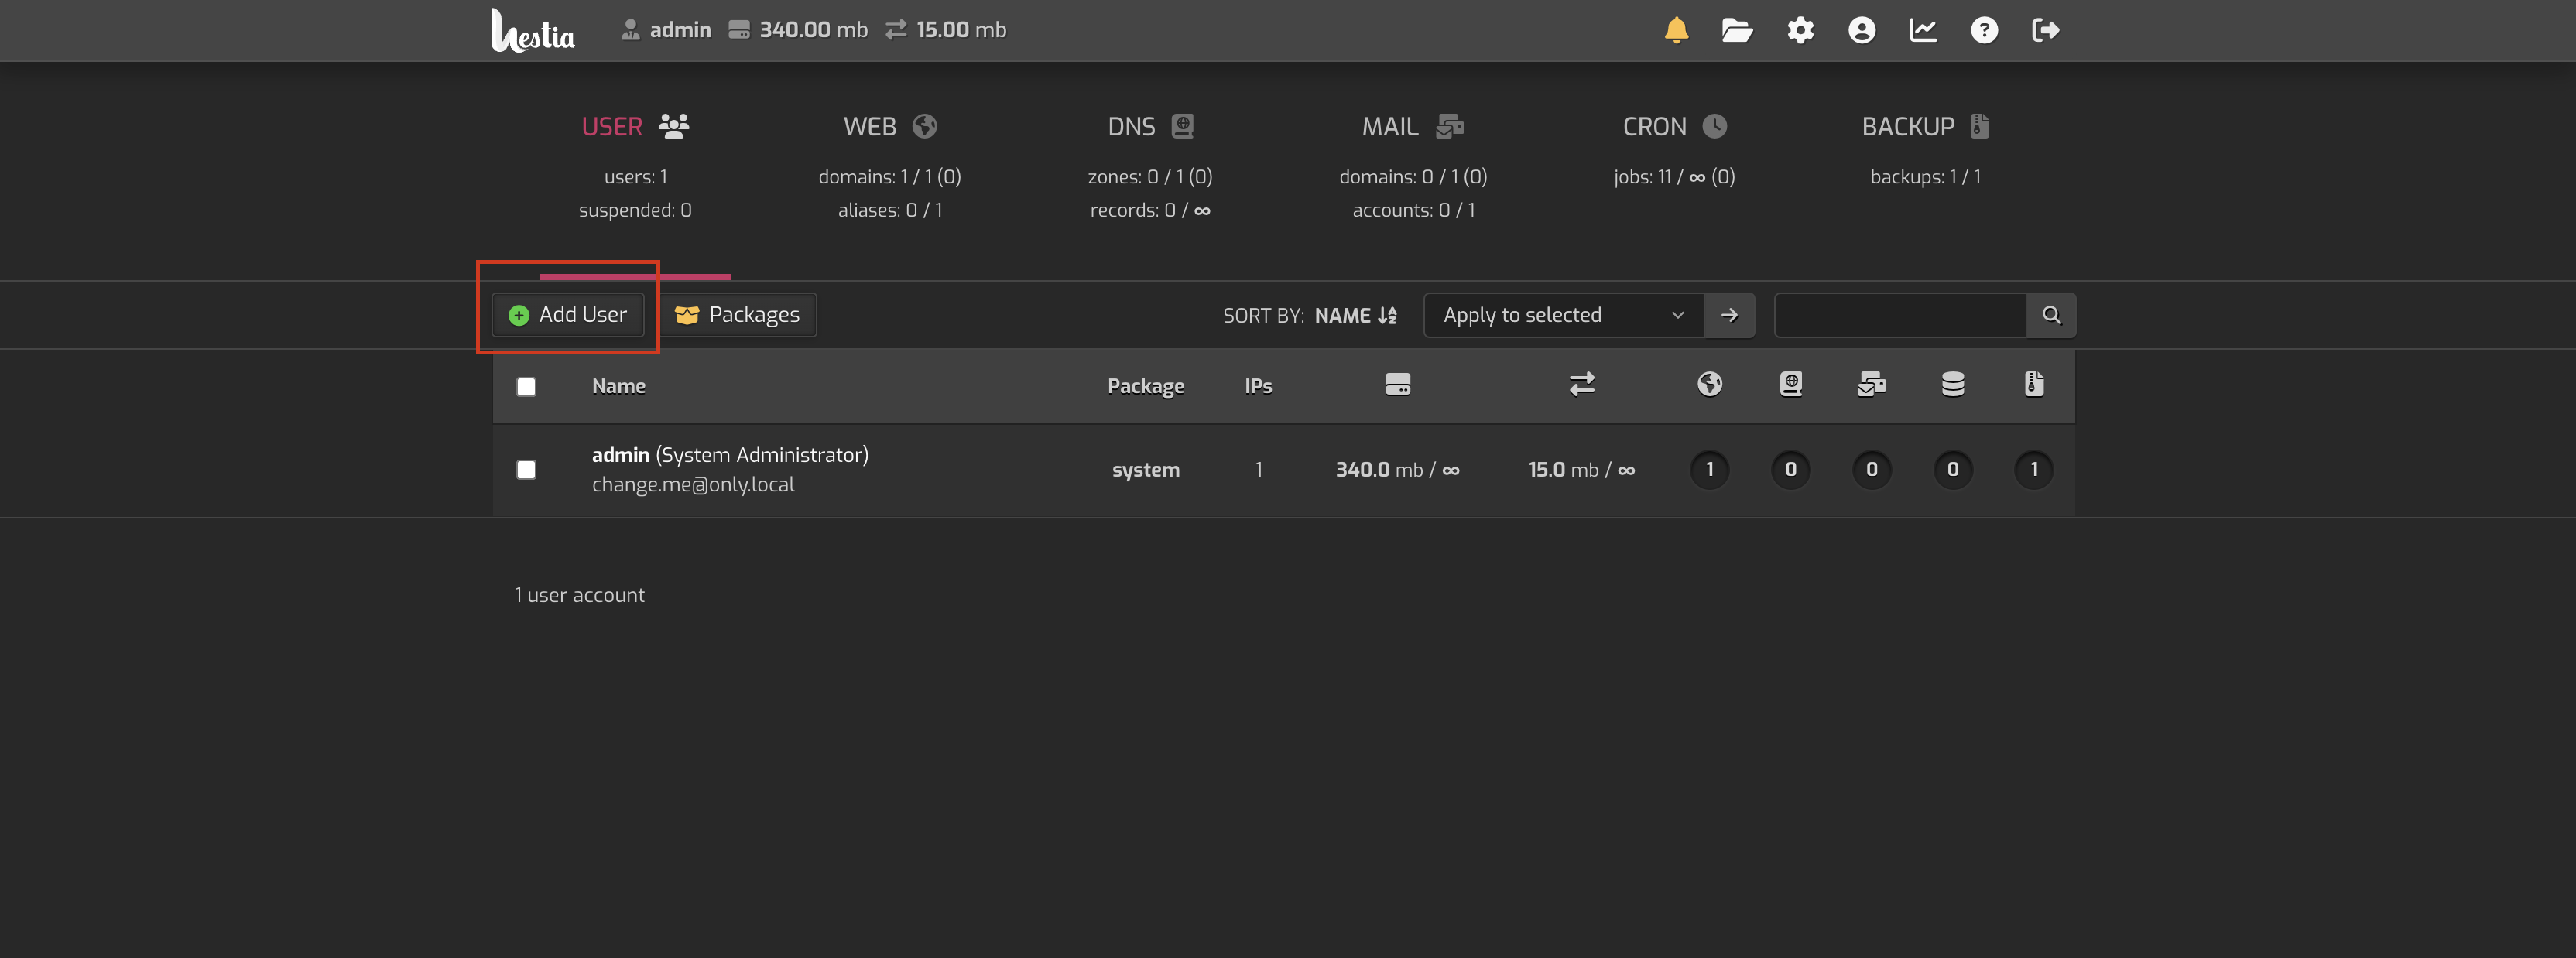 Hestia admin 340.00 mb 15.00 mb
USER WEB DNS MAIL CRON BACKUP
users: 1 domains: 1 / 1 (0) zones: 0 / 1 (0) domains: 0 / 1 (0) jobs: 11 / ∞ (0) backups: 1 / 1
suspended: 0 aliases: 0 / 1 records: 0 / ∞ accounts: 0 / 1
Add User Packages SORT BY: NAME Apply to selected
Name Package IPs
admin (System Administrator) system 1 340.0 mb / ∞ 15.0 mb / ∞ 1 0 0 0 1
change.me@only.local
1 user account